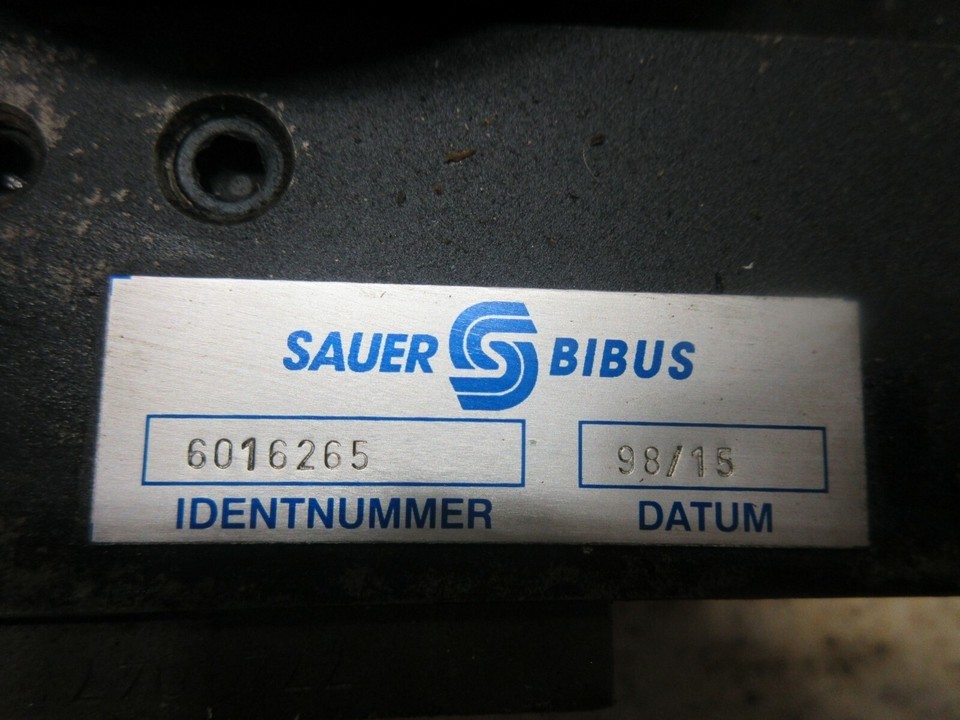 SAUER BIBUS
6016265 98/15
IDENTNUMMER DATUM